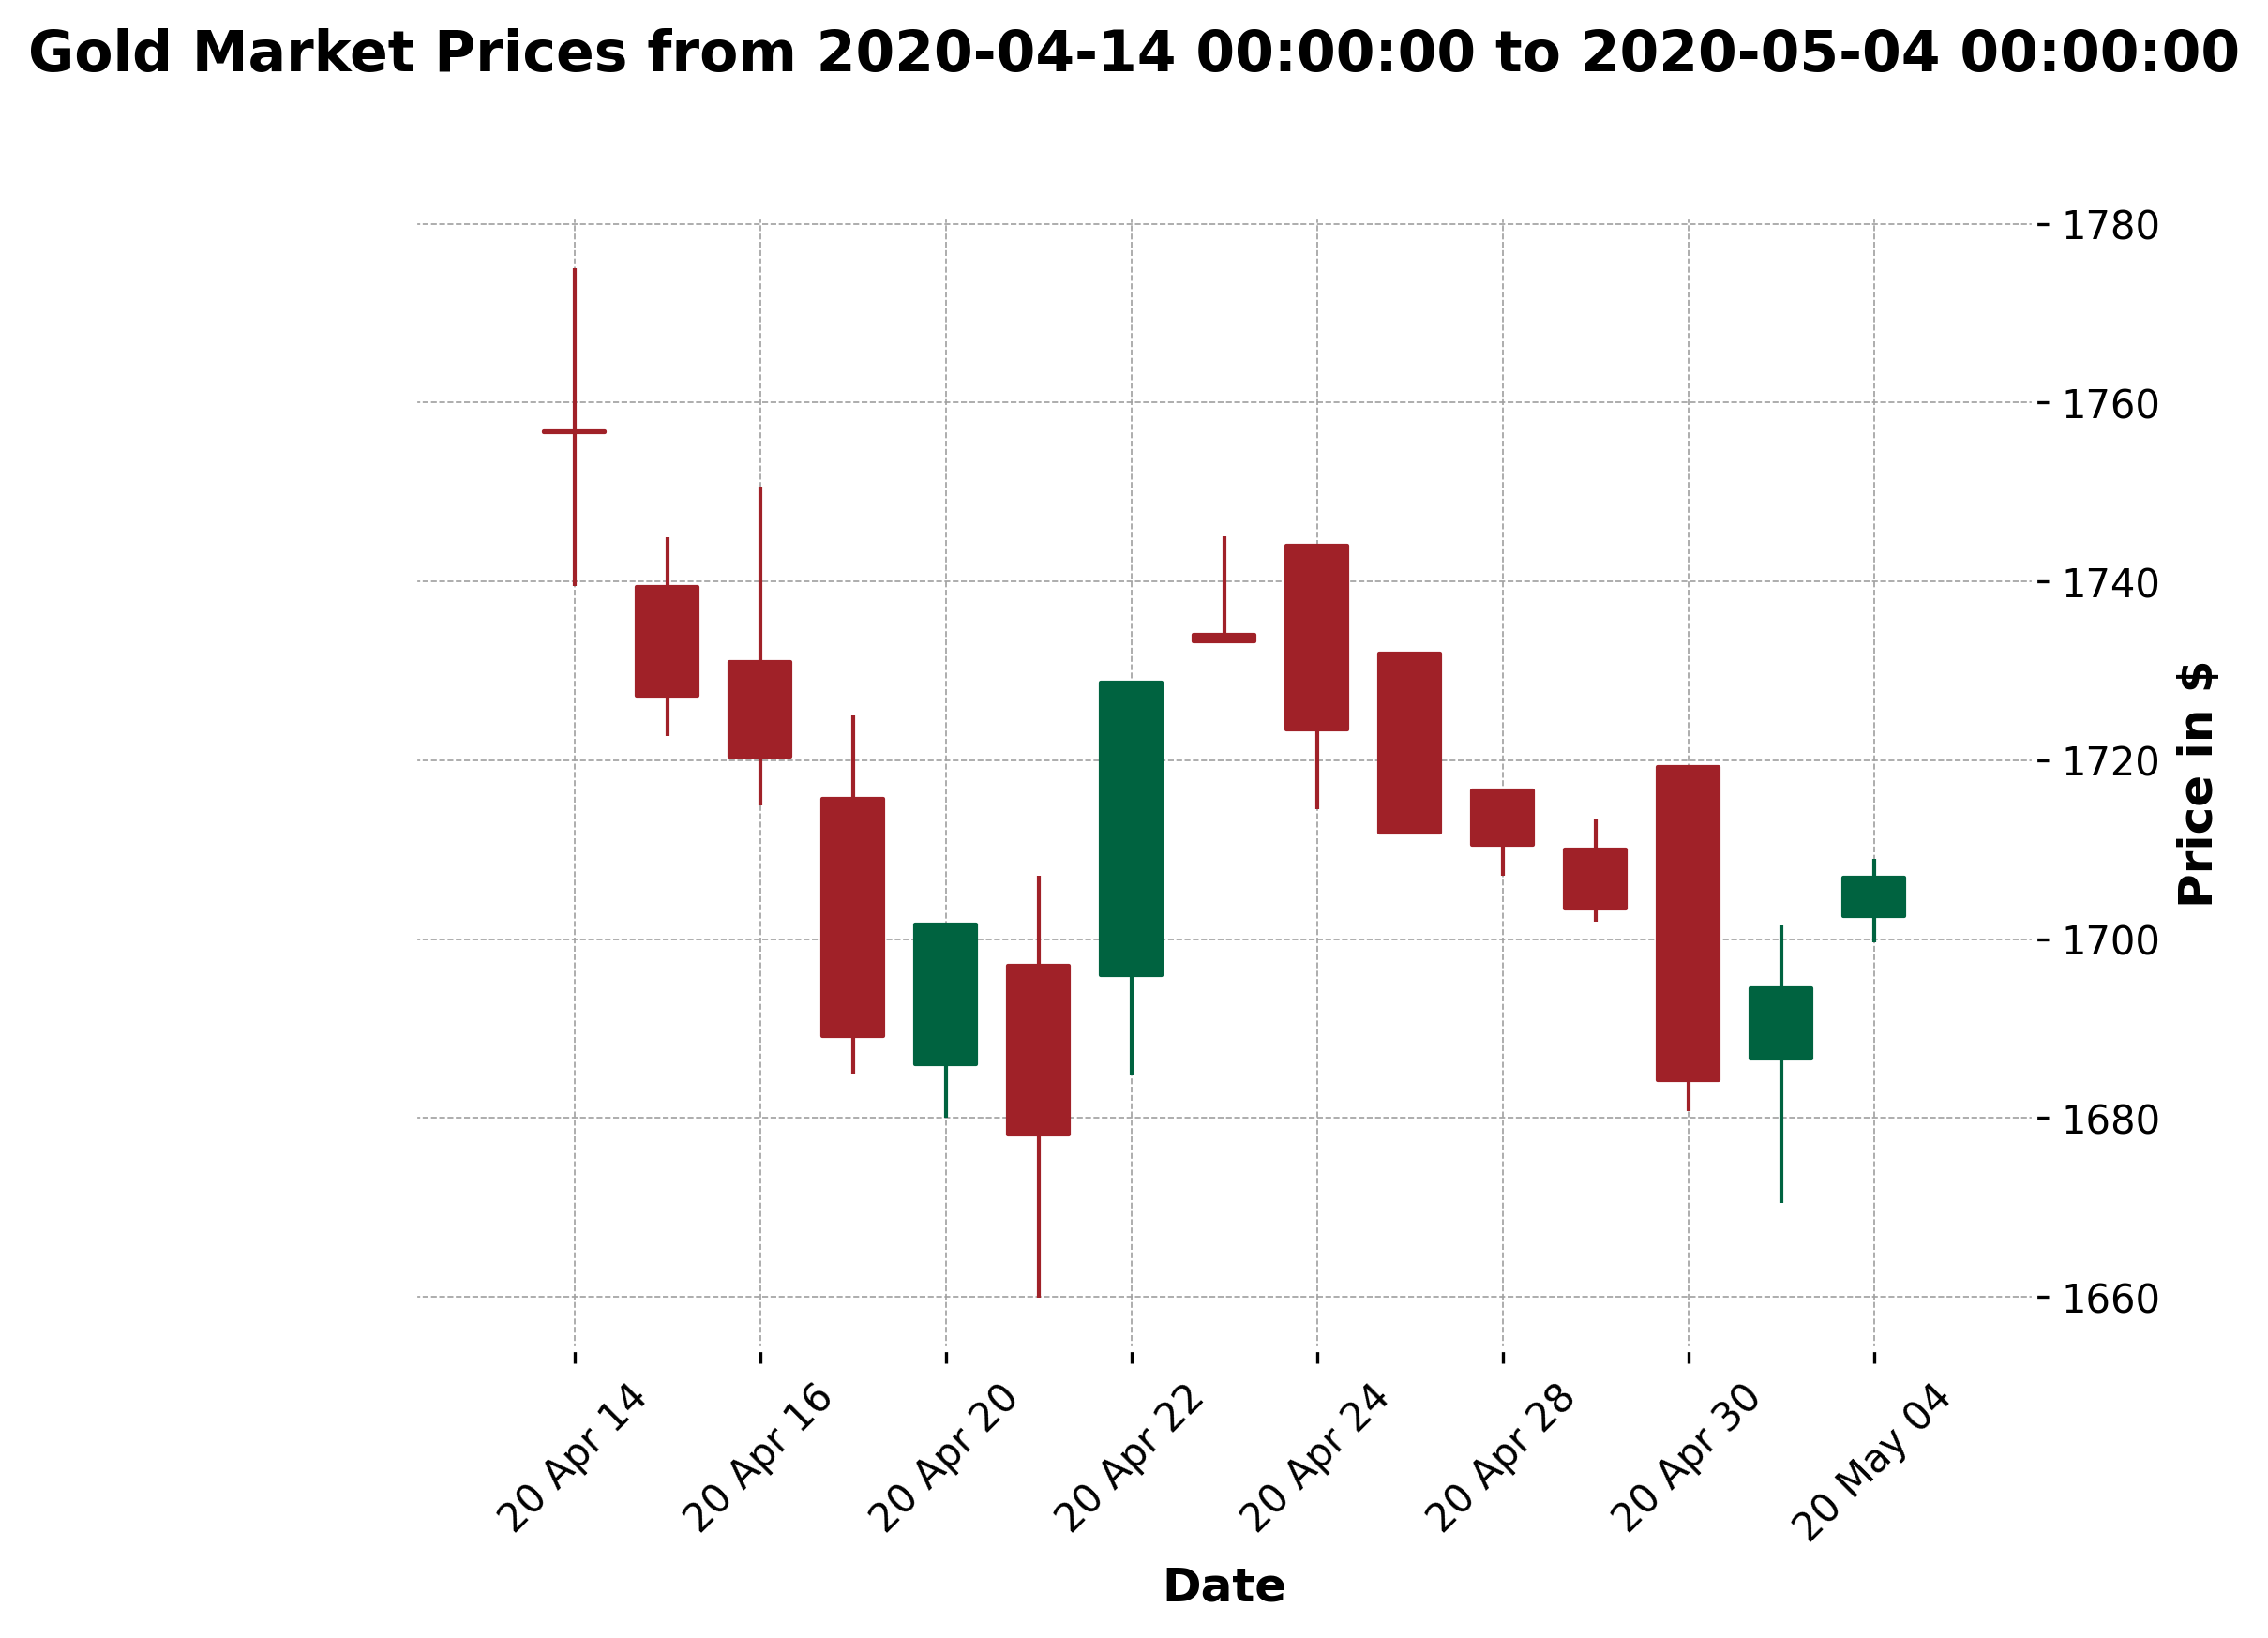 Gold Market Prices from 2020-04-14 00:00:00 to 2020-05-04 00:00:00
1780
1760
1740
1720
1700
1680
1660
Price in $
20 Apr 14
20 Apr 16
20 Apr 20
20 Apr 22
20 Apr 24
20 Apr 28
20 Apr 30
20 May 04
Date